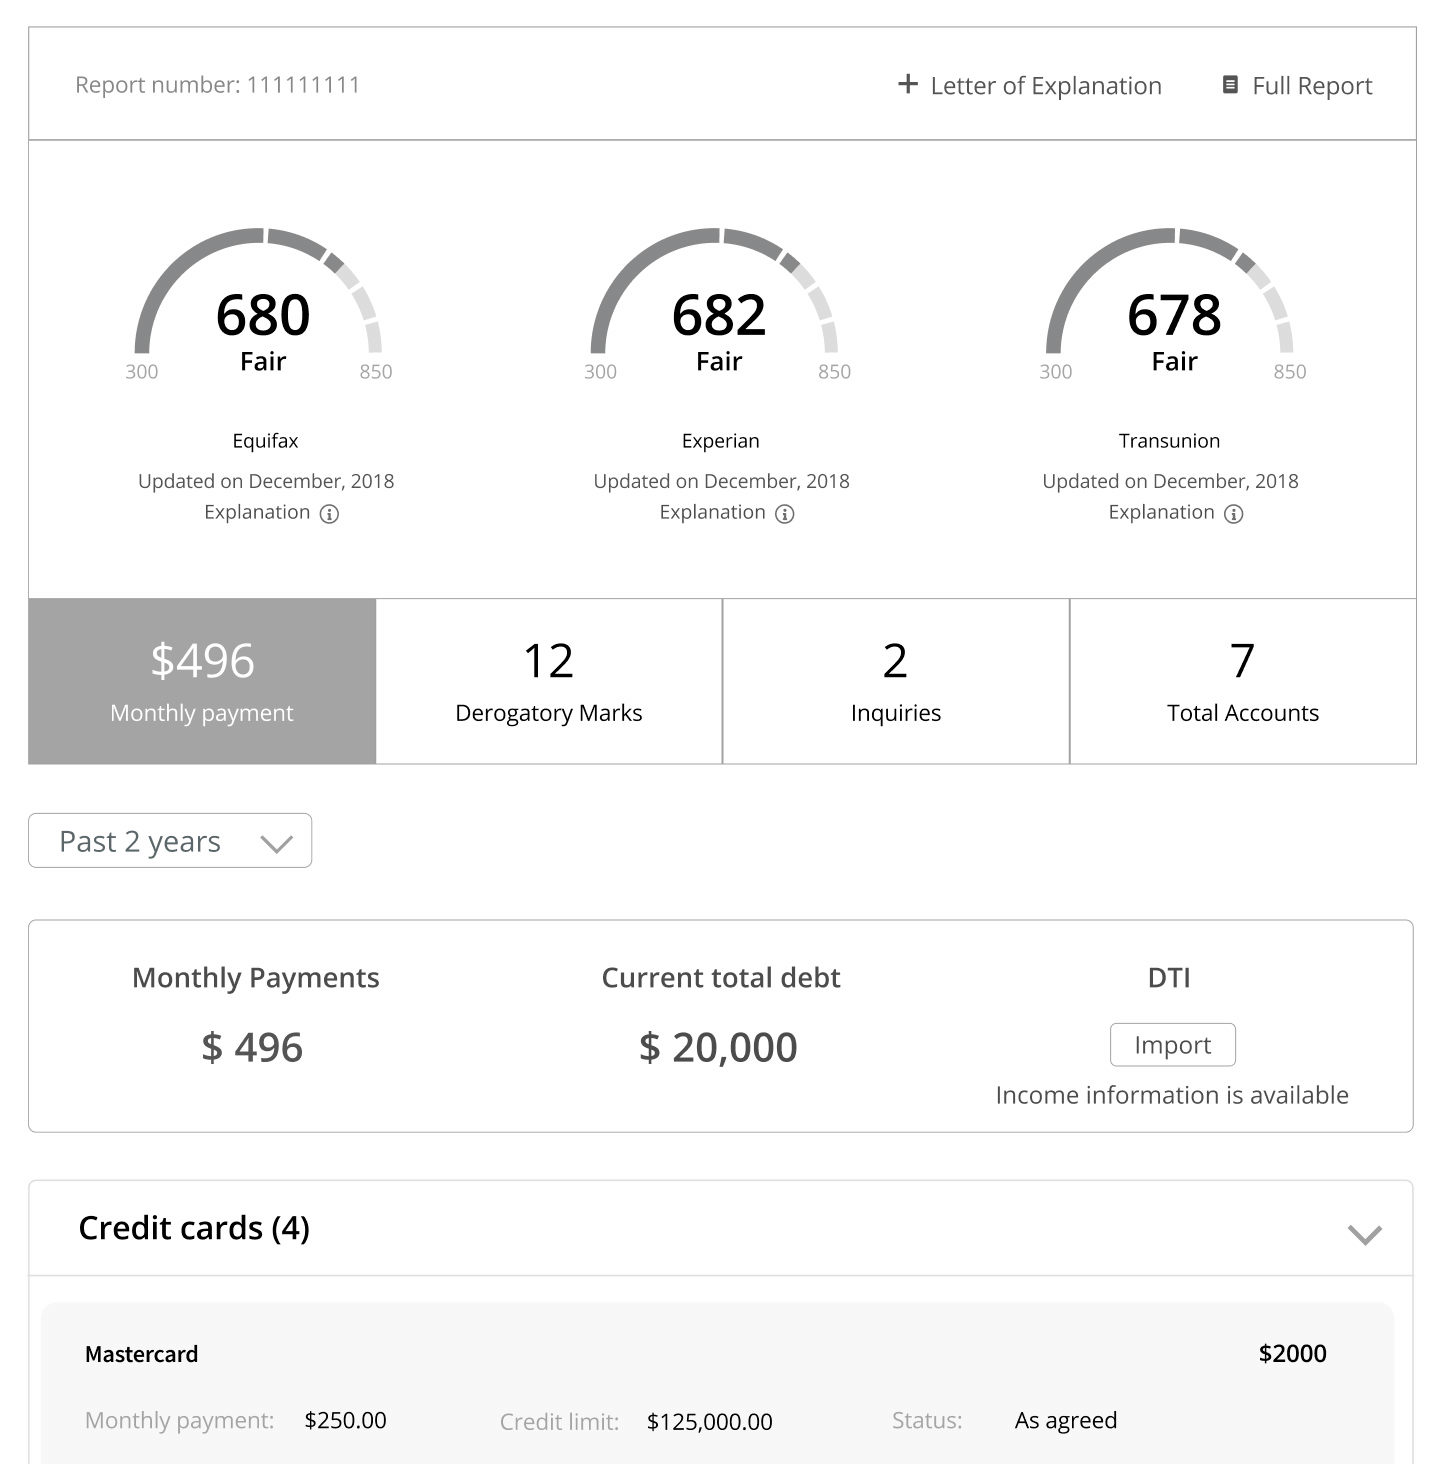 Report number: 111111111
Letter of Explanation
Full Report
680
Fair
300
850
Equifax
Updated on December, 2018
Explanation
682
Fair
300
850
Experian
Updated on December, 2018
Explanation
678
Fair
300
850
Transunion
Updated on December, 2018
Explanation
$496
Monthly payment
12
Derogatory Marks
2
Inquiries
7
Total Accounts
Past 2 years
Monthly Payments
$ 496
Current total debt
$ 20,000
DTI
Import
Income information is available
Credit cards (4)
Mastercard
$2000
Monthly payment: $250.00
Credit limit: $125,000.00
Status: As agreed